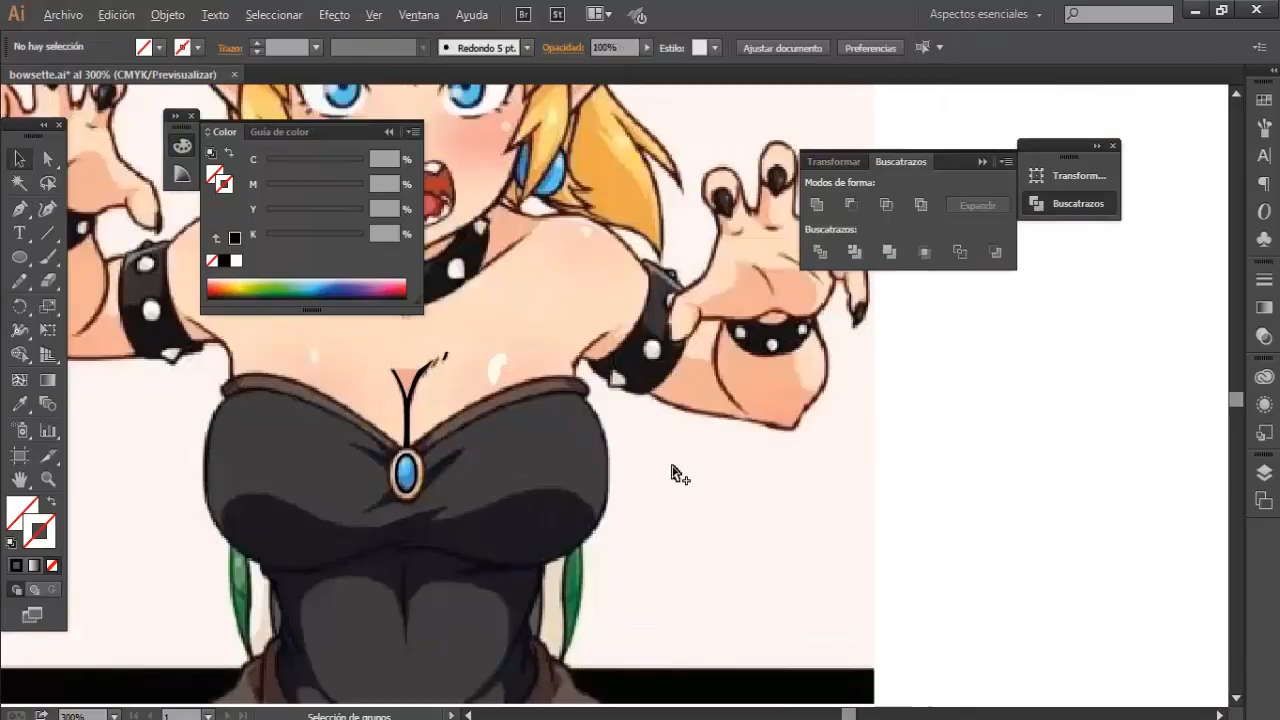 Ai Archivo Edición Objeto Texto Seleccionar Efecto Ver Ventana Ayuda Br St Aspectos esenciales
No hay selección Trazo: Redondo 5 pt. Opacidad: 100% Estilo: Ajustar documento Preferencias
bowsette.ai* al 300% (CMYK/Previsualizar) ×
Color Guía de color
C %
M %
Y %
K %
Transformar Buscatrazos
Modos de forma:
Expandir
Buscatrazos:
Transform...
Buscatrazos
300% 1 Selección de grupos